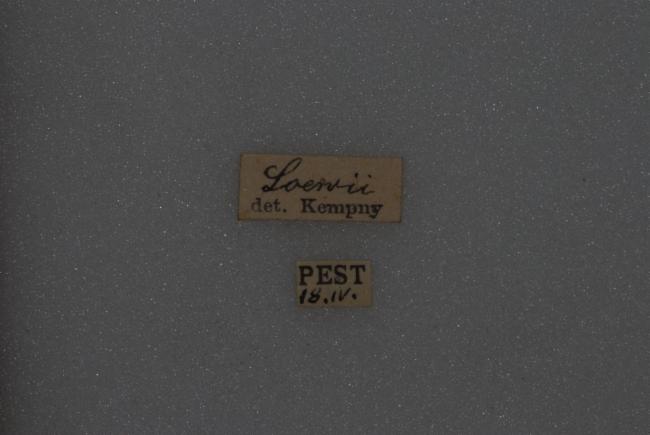 Loewii
det. Kempny
PEST
18.IV.